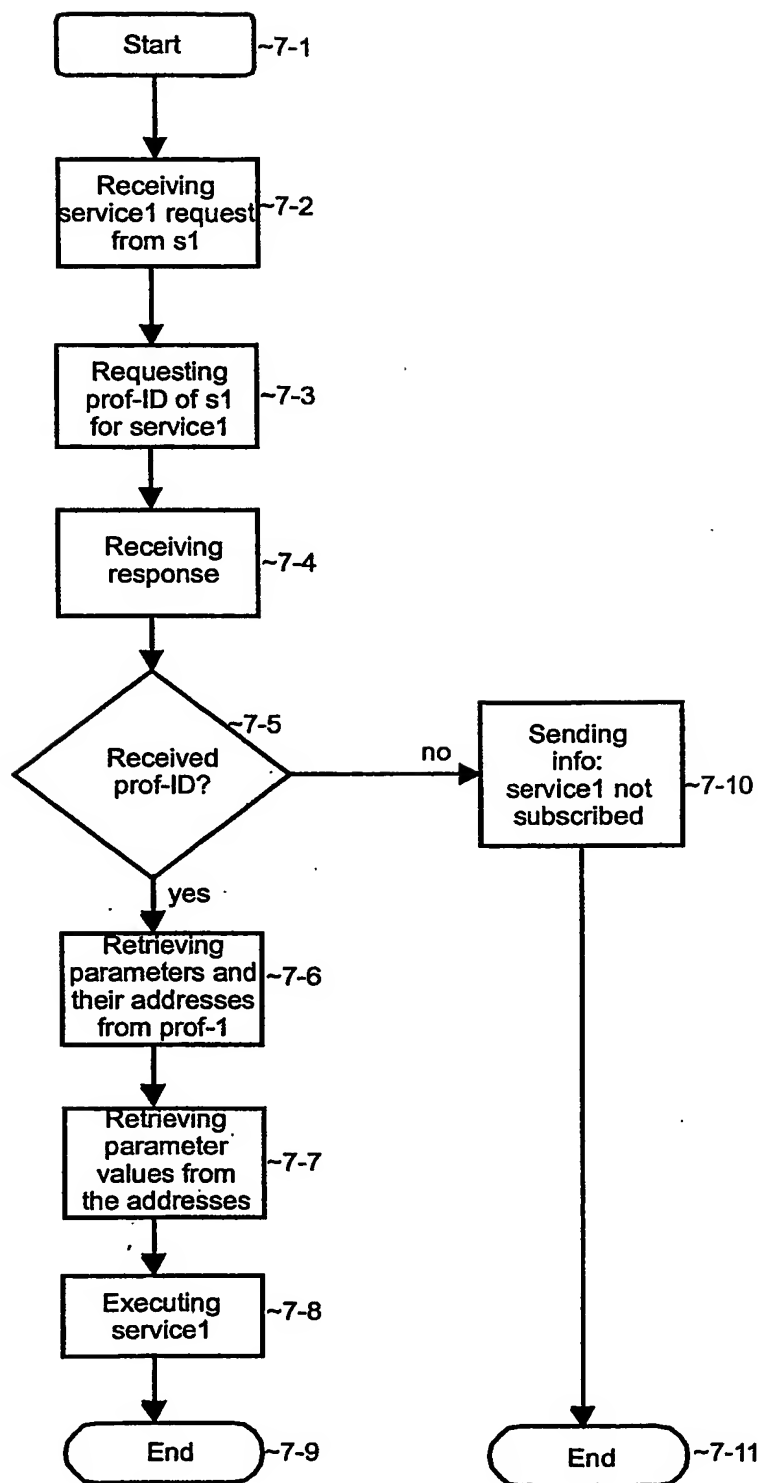 Start
~7-1
Receiving
service1 request
from s1
~7-2
Requesting
prof-ID of s1
for service1
~7-3
Receiving
response
~7-4
~7-5
Received
prof-ID?
no
Sending
info:
service1 not
subscribed
~7-10
yes
Retrieving
parameters and
their addresses
from prof-1
~7-6
Retrieving
parameter
values from
the addresses
~7-7
Executing
service1
~7-8
End
~7-9
End
~7-11